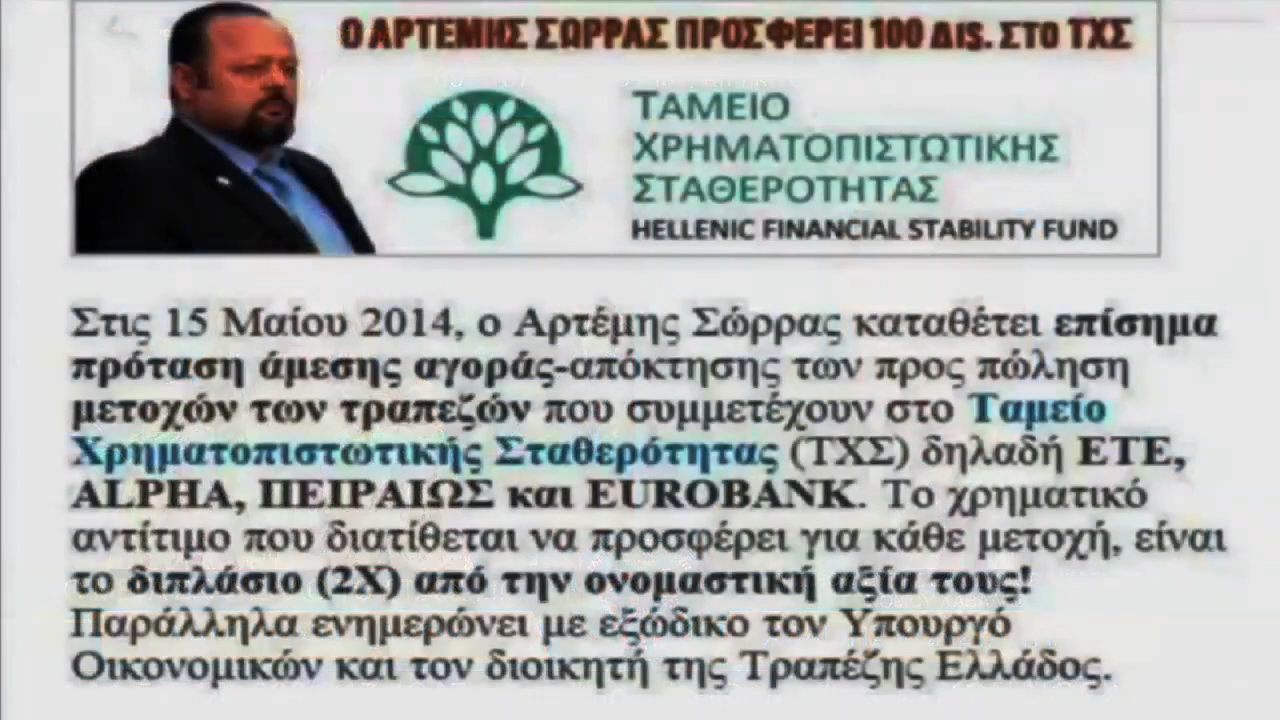 Ο ΑΡΤΕΜΗΣ ΣΩΡΡΑΣ ΠΡΟΣΦΕΡΕΙ 100 Δις. ΣΤΟ ΤΧΣ
ΤΑΜΕΙΟ
ΧΡΗΜΑΤΟΠΙΣΤΩΤΙΚΗΣ
ΣΤΑΘΕΡΟΤΗΤΑΣ
HELLENIC FINANCIAL STABILITY FUND
Στις 15 Μαίου 2014, ο Αρτέμης Σώρρας καταθέτει επίσημα
πρόταση άμεσης αγοράς-απόκτησης των προς πώληση
μετοχών των τραπεζών που συμμετέχουν στο Ταμείο
Χρηματοπιστωτικής Σταθερότητας (ΤΧΣ) δηλαδή ΕΤΕ,
ALPHA, ΠΕΙΡΑΙΩΣ και EUROBANK. Το χρηματικό
αντίτιμο που διατίθεται να προσφέρει για κάθε μετοχή, είναι
το διπλάσιο (2Χ) από την ονομαστική αξία τους!
Παράλληλα ενημερώνει με εξώδικο τον Υπουργό
Οικονομικών και τον διοικητή της Τραπέζης Ελλάδος.